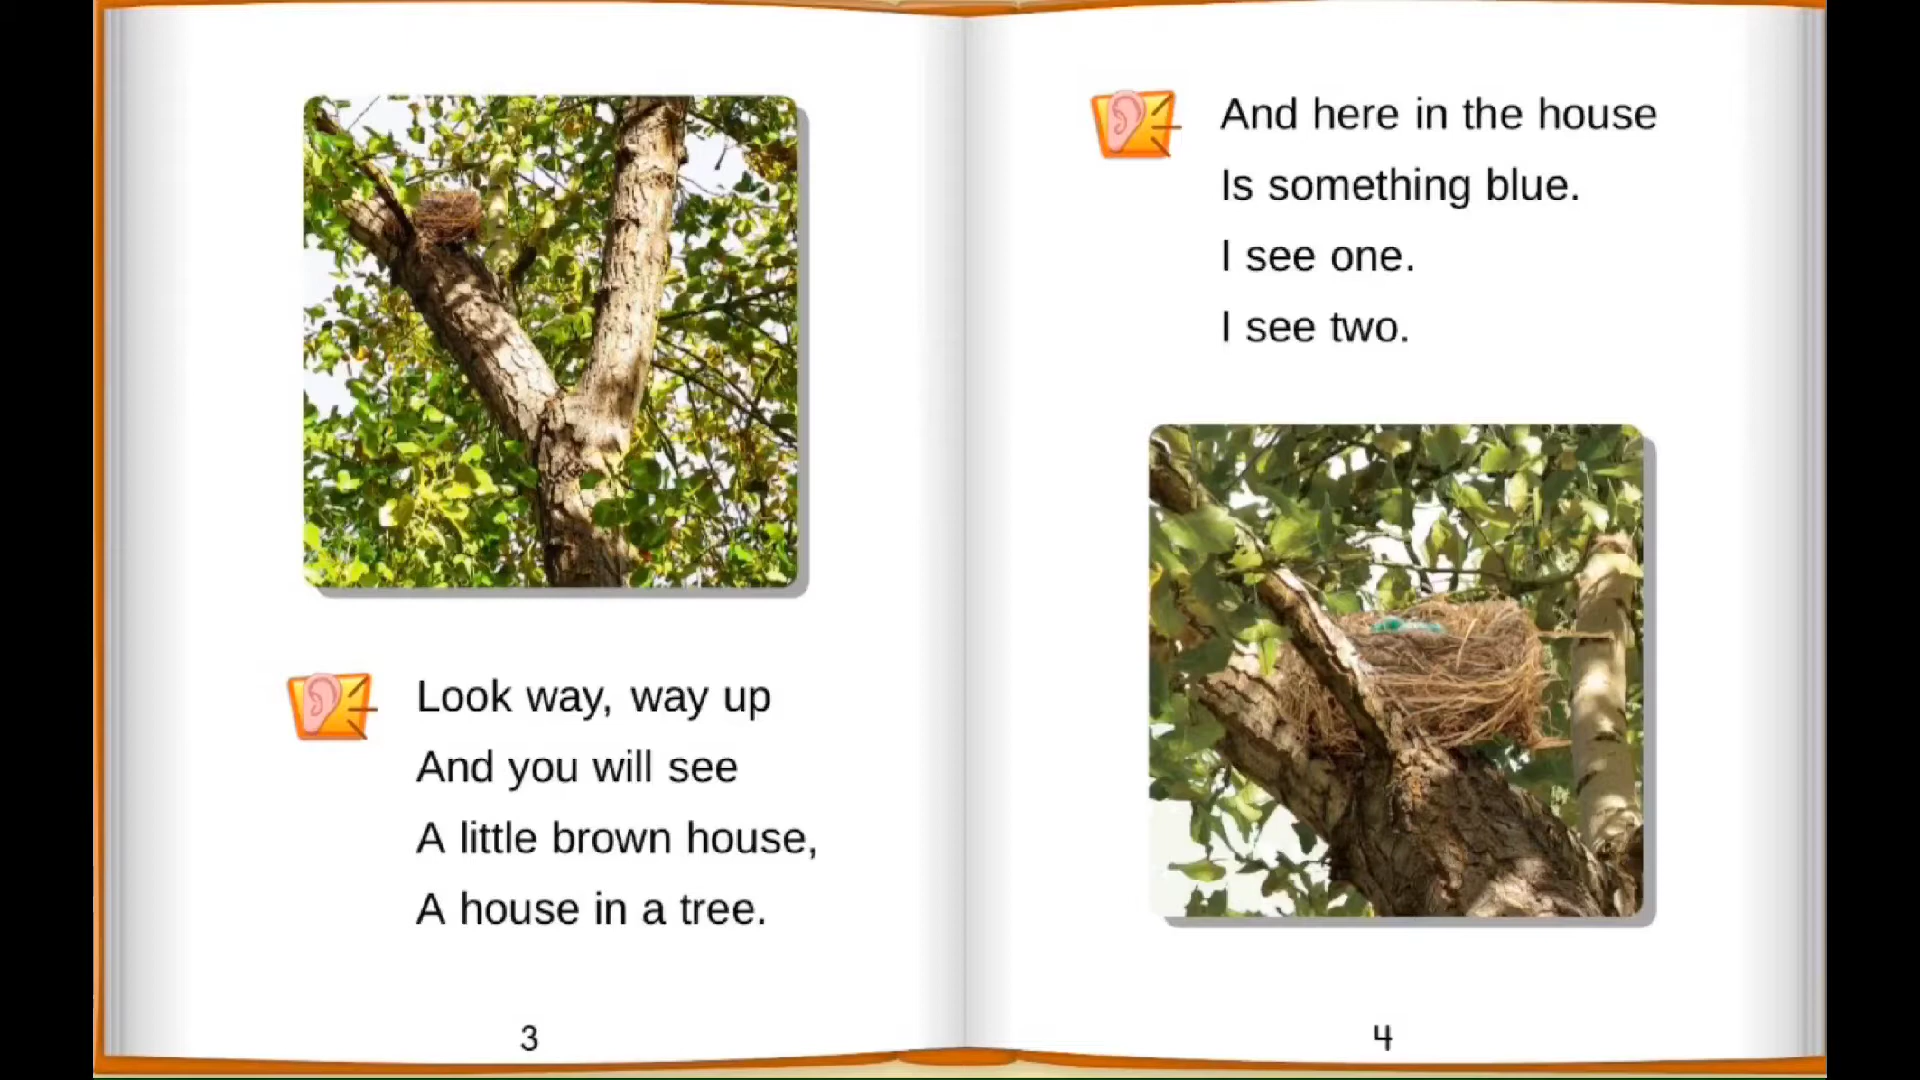 Look way, way up
And you will see
A little brown house,
A house in a tree.
3
And here in the house
Is something blue.
I see one.
I see two.
4